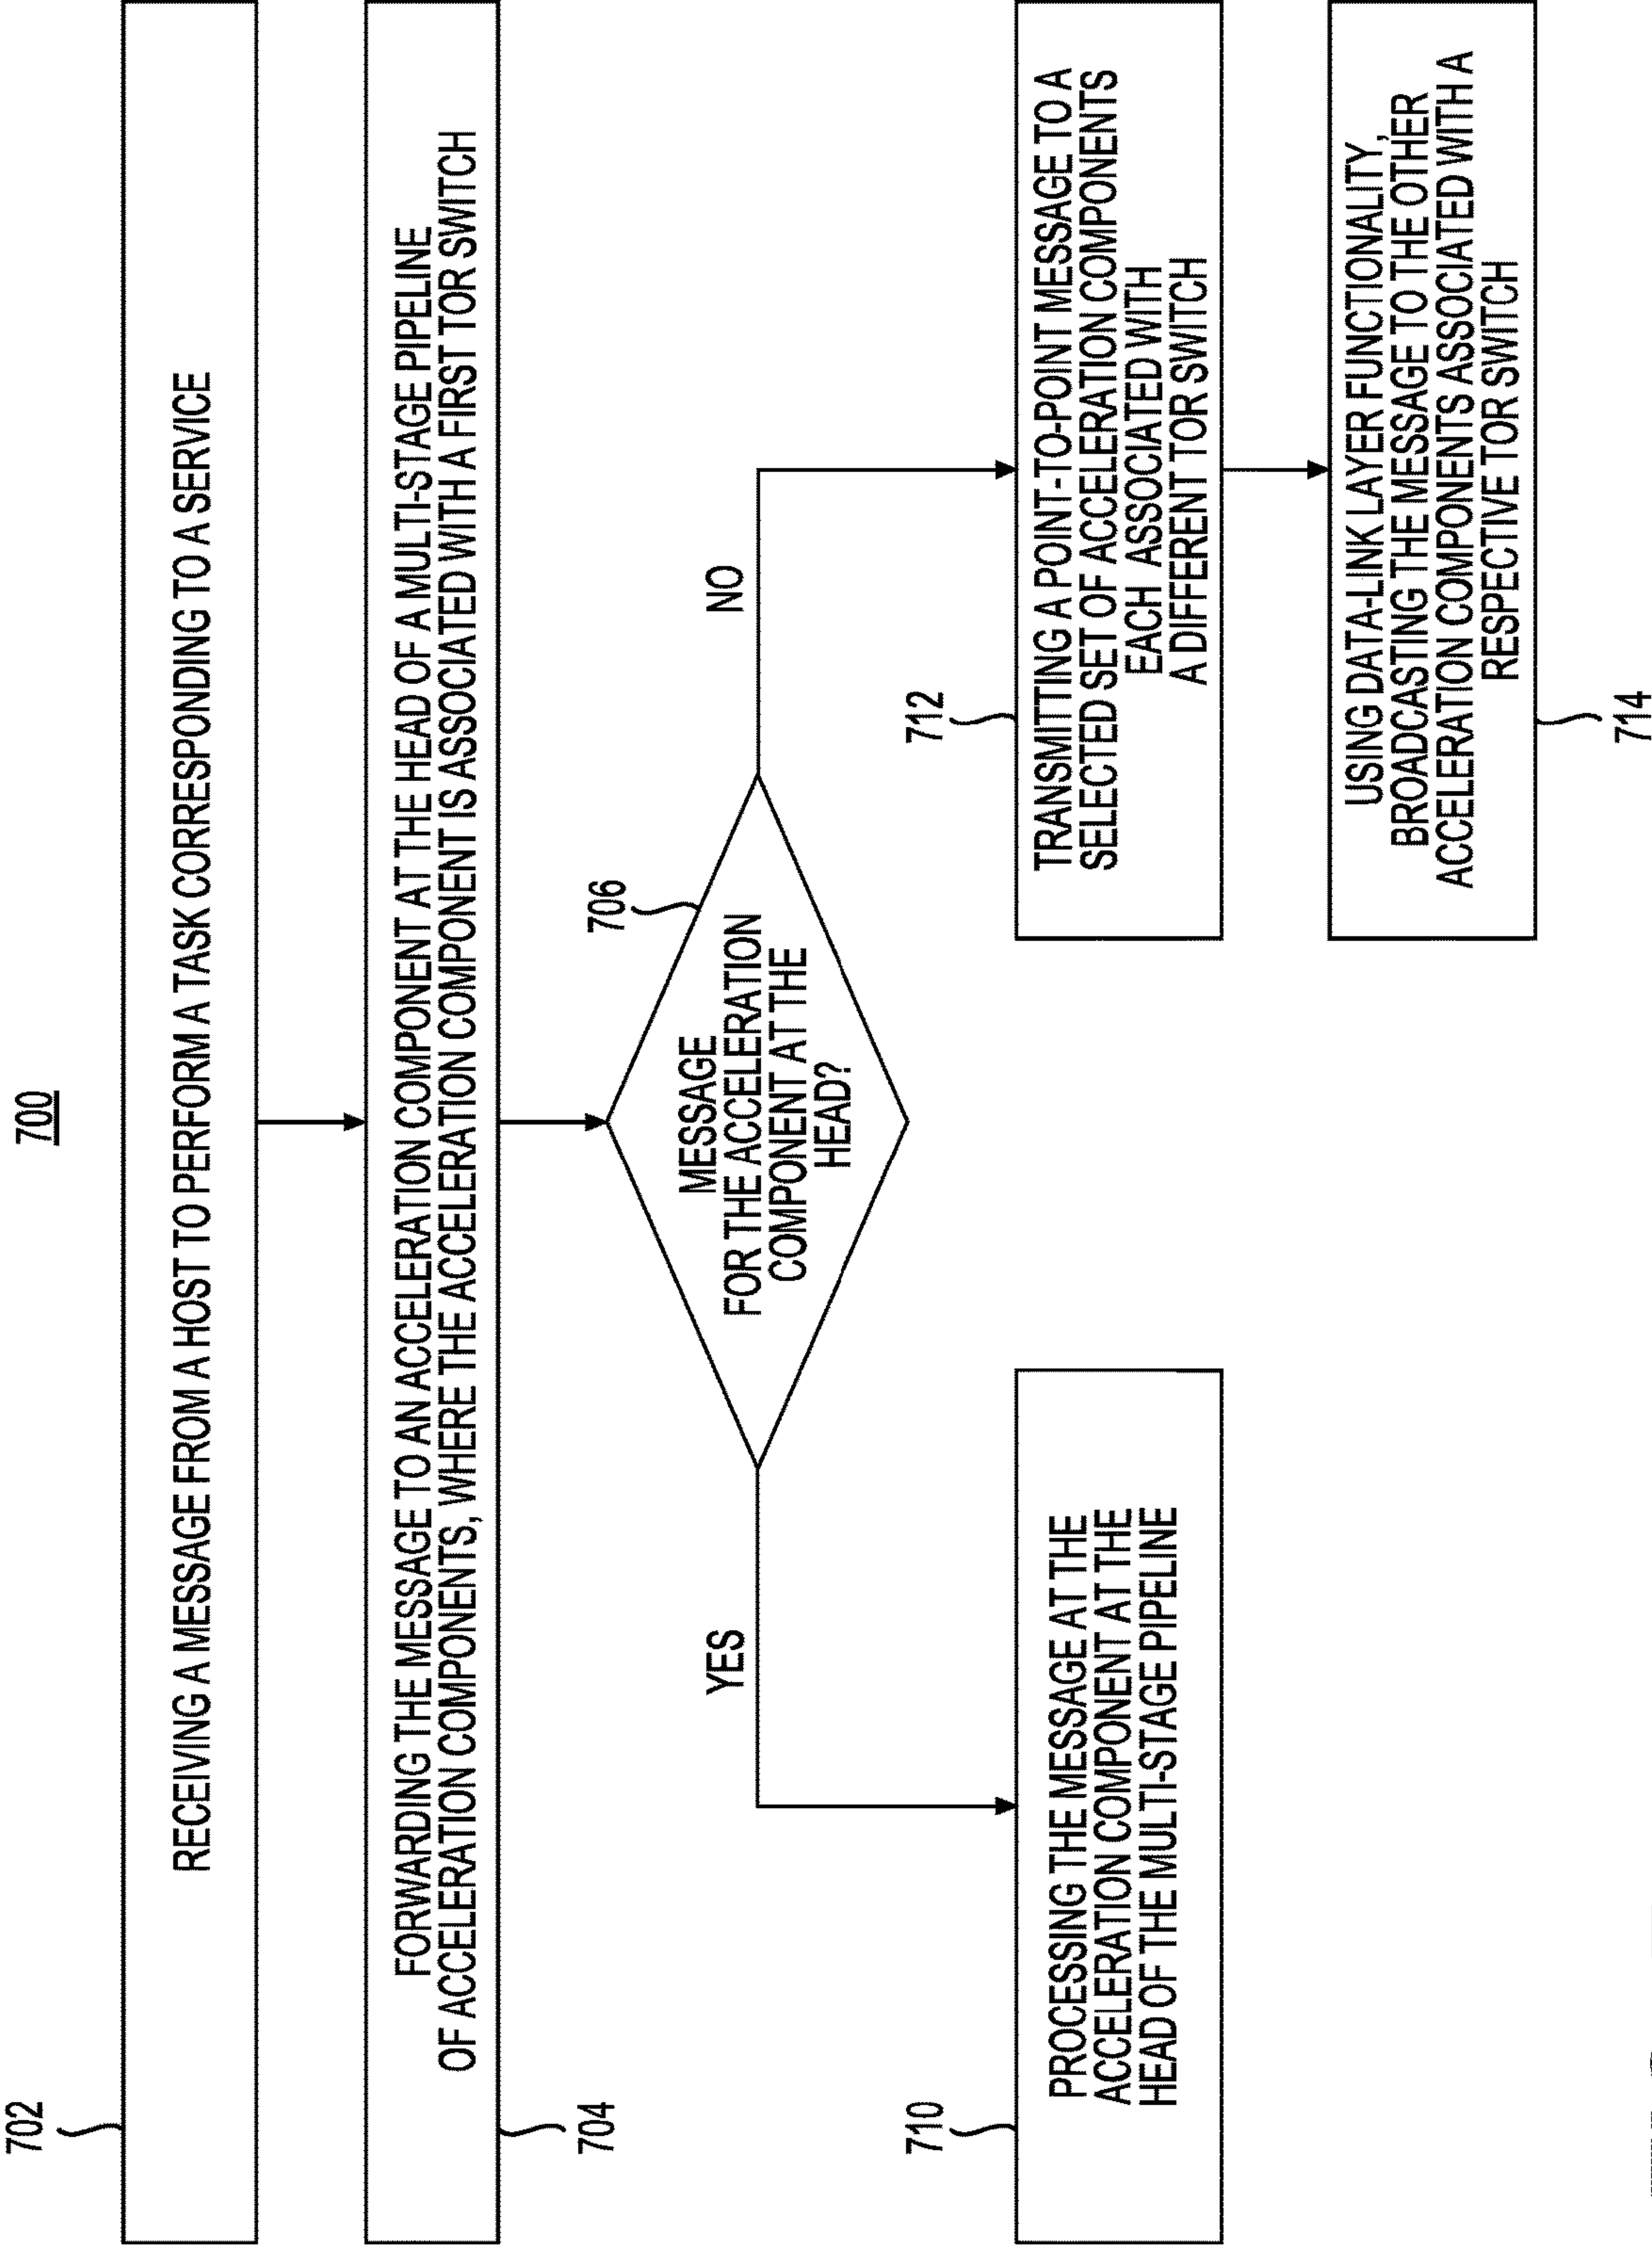 700
702
RECEIVING A MESSAGE FROM A HOST TO PERFORM A TASK CORRESPONDING TO A SERVICE
704
FORWARDING THE MESSAGE TO AN ACCELERATION COMPONENT AT THE HEAD OF A MULTI-STAGE PIPELINE
OF ACCELERATION COMPONENTS, WHERE THE ACCELERATION COMPONENT IS ASSOCIATED WITH A FIRST TOR SWITCH
706
MESSAGE
FOR THE ACCELERATION
COMPONENT AT THE
HEAD?
YES
NO
710
PROCESSING THE MESSAGE AT THE
ACCELERATION COMPONENT AT THE
HEAD OF THE MULTI-STAGE PIPELINE
712
TRANSMITTING A POINT-TO-POINT MESSAGE TO A
SELECTED SET OF ACCELERATION COMPONENTS
EACH ASSOCIATED WITH
A DIFFERENT TOR SWITCH
USING DATA-LINK LAYER FUNCTIONALITY,
BROADCASTING THE MESSAGE TO THE OTHER
ACCELERATION COMPONENTS ASSOCIATED WITH A
RESPECTIVE TOR SWITCH
714